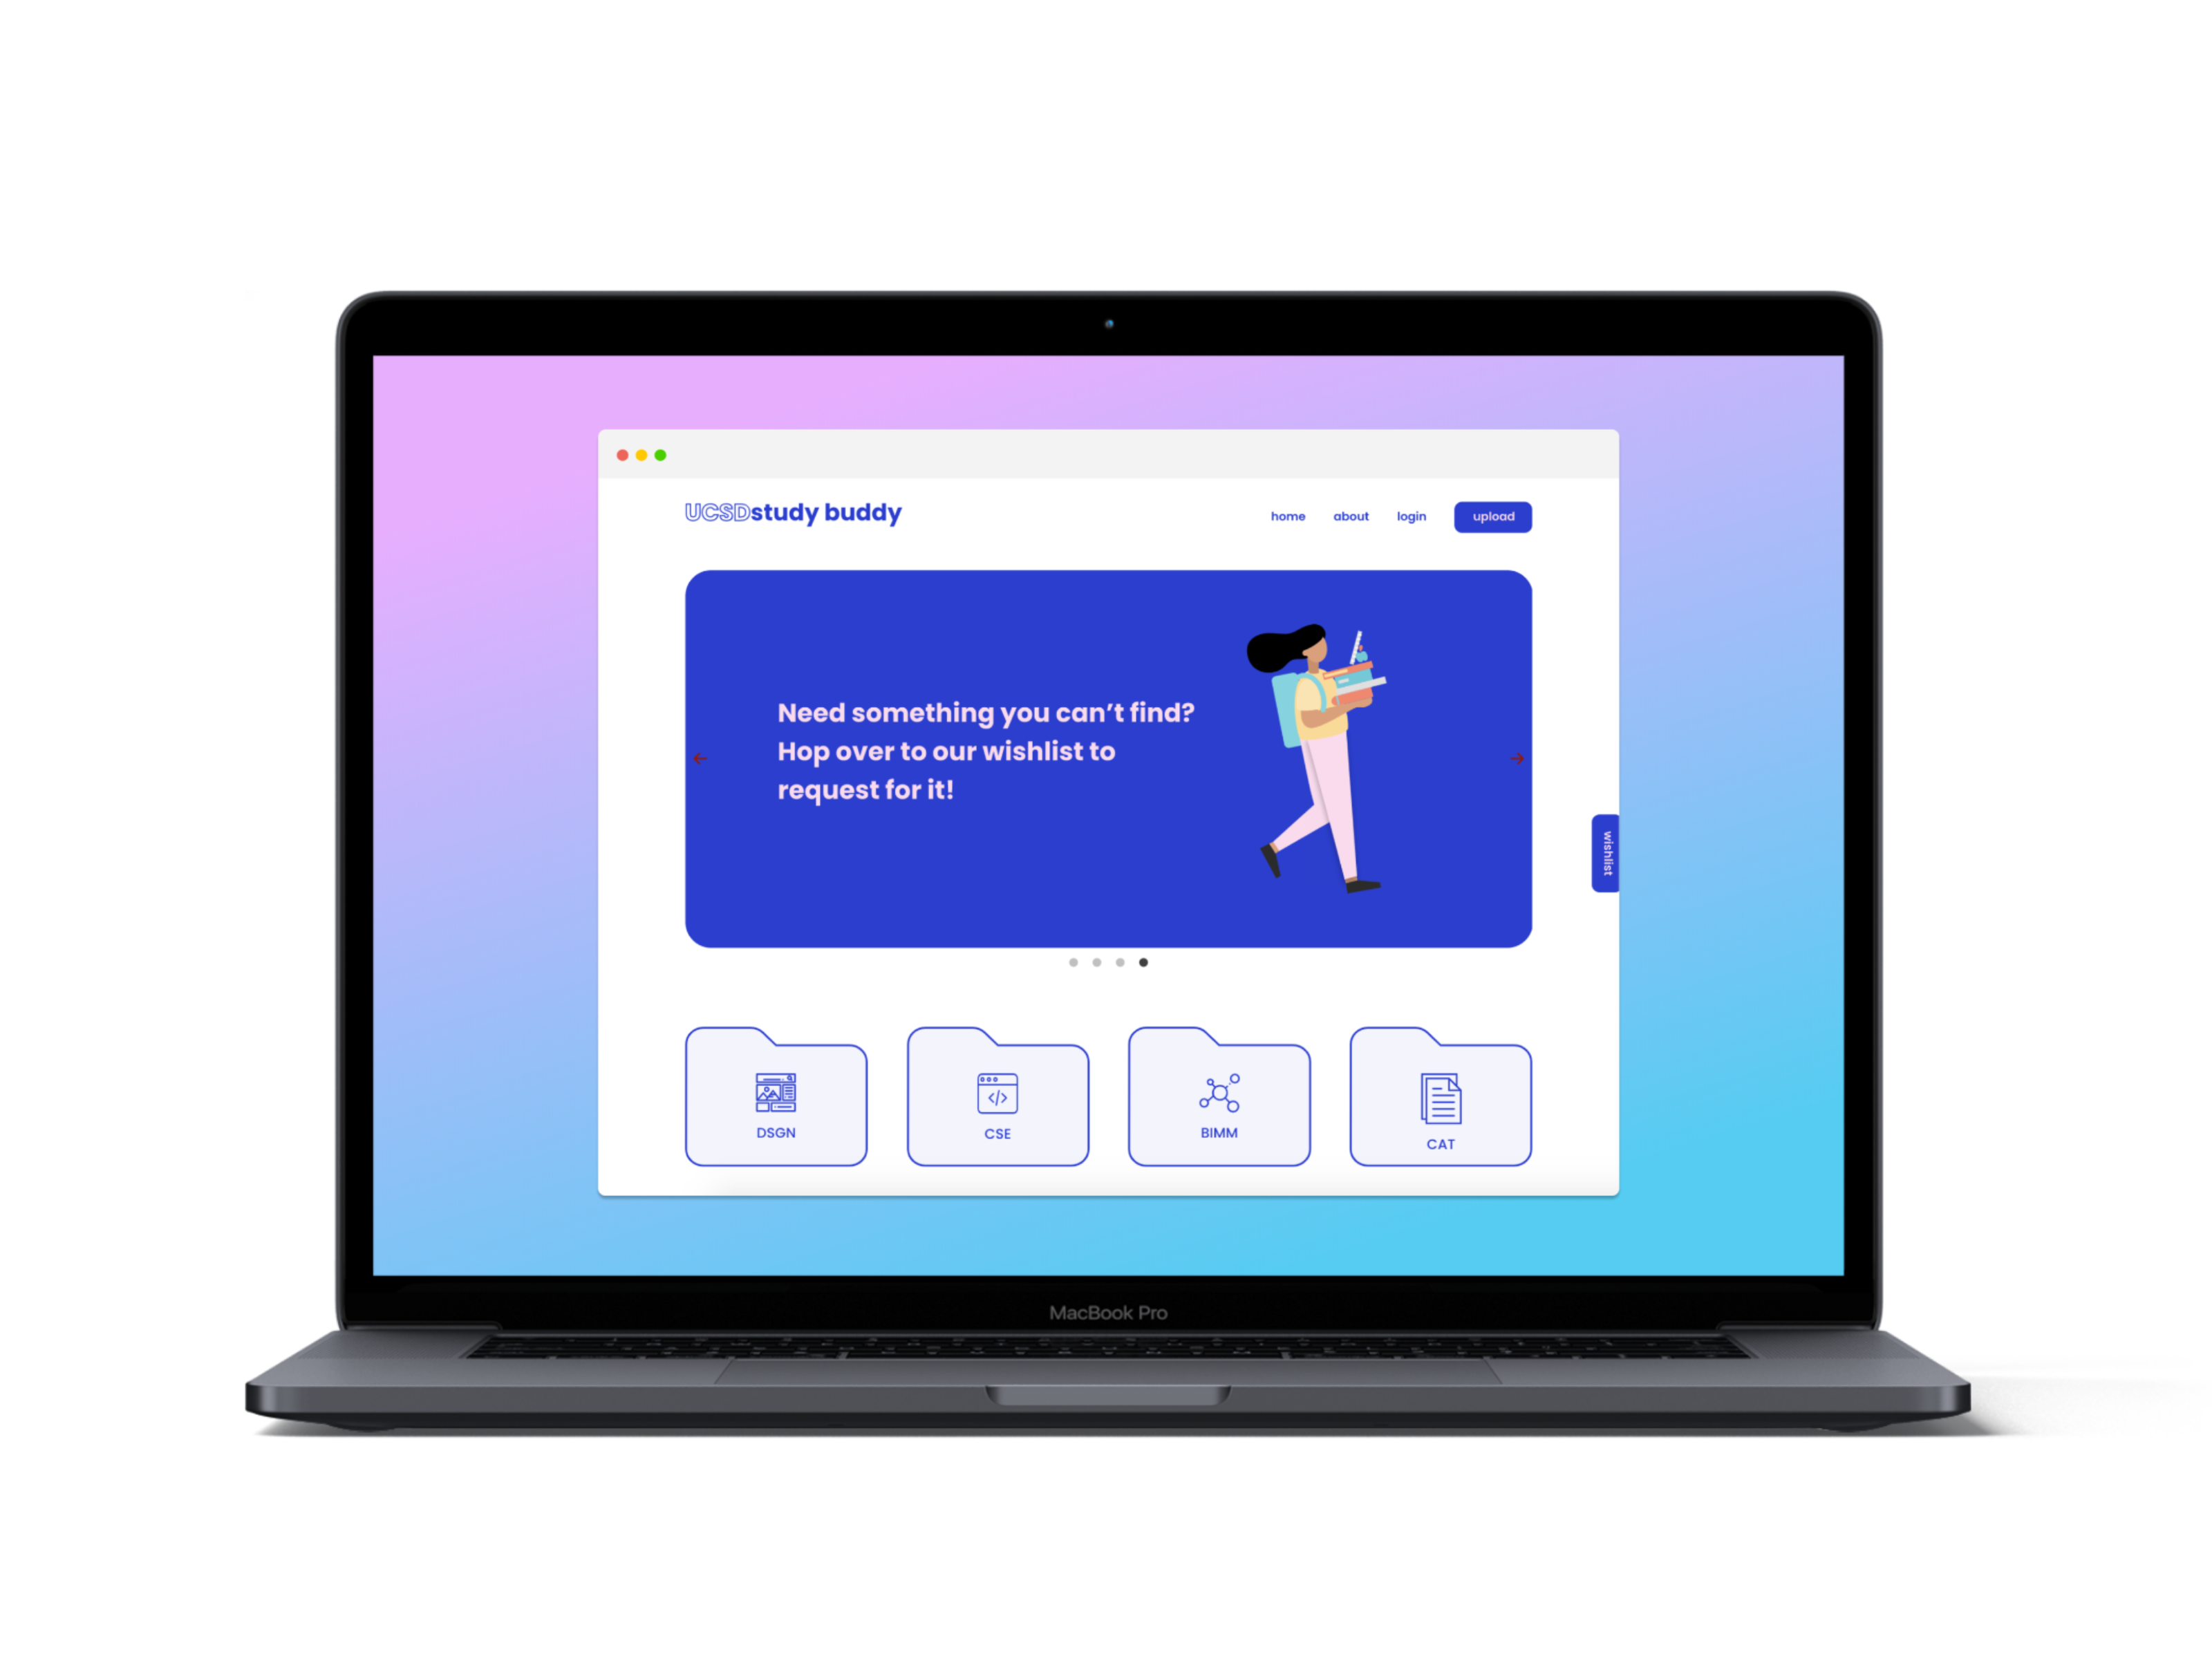 UCSDstudy buddy
home about login upload
Need something you can’t find?
Hop over to our wishlist to
request for it!
wishlist
DSGN
CSE
BIMM
CAT
MacBook Pro